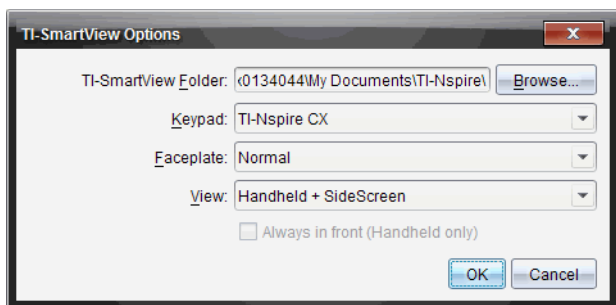 TI-SmartView Options
TI-SmartView Folder: x0134044\My Documents\TI-Nspire\ Browse...
Keypad: TI-Nspire CX
Faceplate: Normal
View: Handheld + SideScreen
Always in front (Handheld only)
OK Cancel